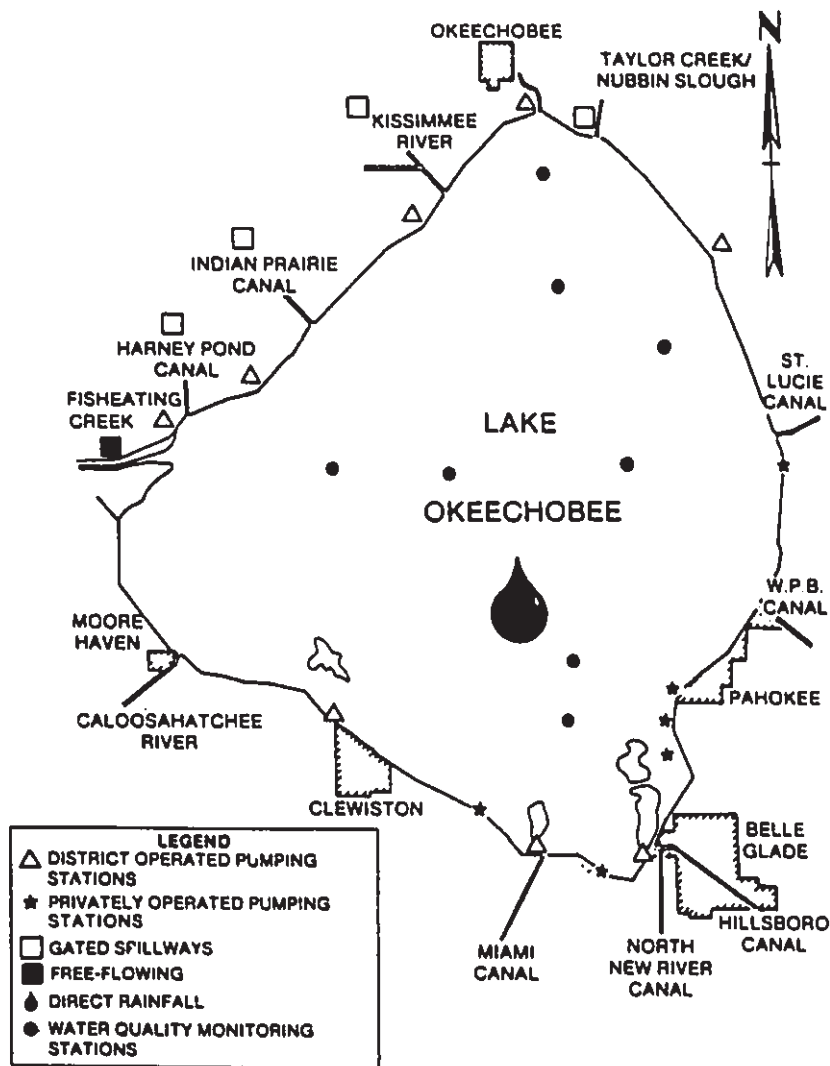 OKEECHOBEE
N
TAYLOR CREEK/
NUBBIN SLOUGH
KISSIMMEE
RIVER
INDIAN PRAIRIE
CANAL
HARNEY POND
CANAL
FISHEATING
CREEK
ST.
LUCIE
CANAL
LAKE
OKEECHOBEE
W.P.B.
CANAL
MOORE
HAVEN
PAHOKEE
CALOOSAHATCHEE
RIVER
CLEWISTON
BELLE
GLADE
HILLSBORO
CANAL
MIAMI
CANAL
NORTH
NEW RIVER
CANAL
LEGEND
DISTRICT OPERATED PUMPING
STATIONS
PRIVATELY OPERATED PUMPING
STATIONS
GATED SPILLWAYS
FREE-FLOWING
DIRECT RAINFALL
WATER QUALITY MONITORING
STATIONS